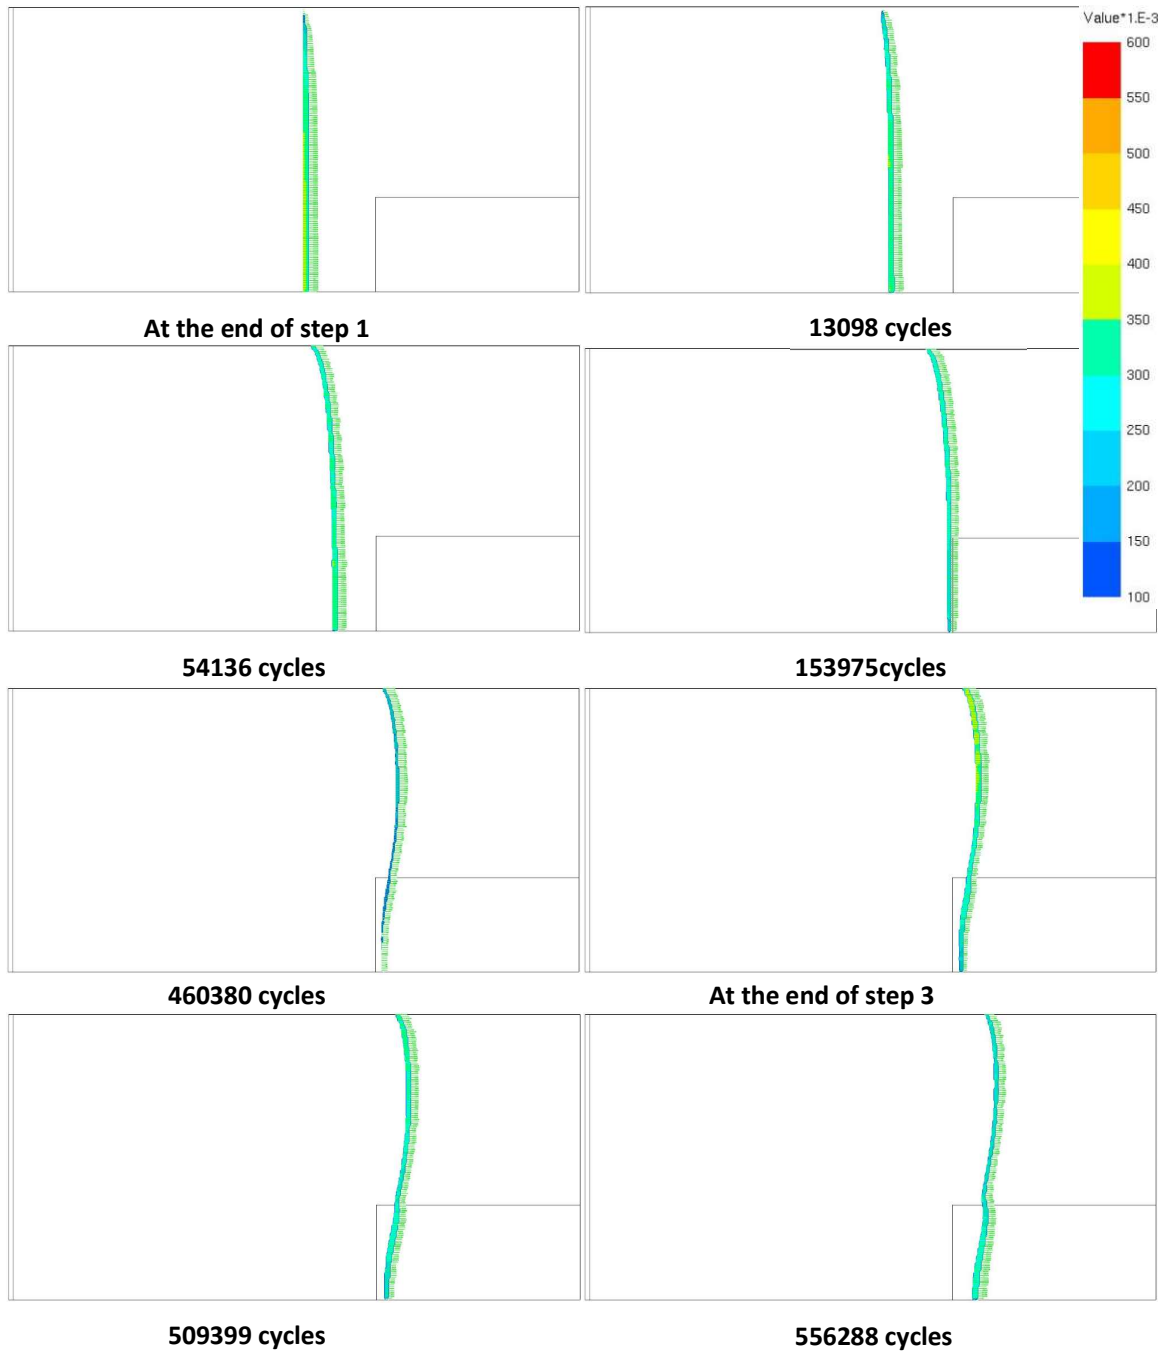 Value*1.E-3
600
550
500
450
400
350
300
250
200
150
100
At the end of step 1
13098 cycles
54136 cycles
153975cycles
460380 cycles
At the end of step 3
509399 cycles
556288 cycles